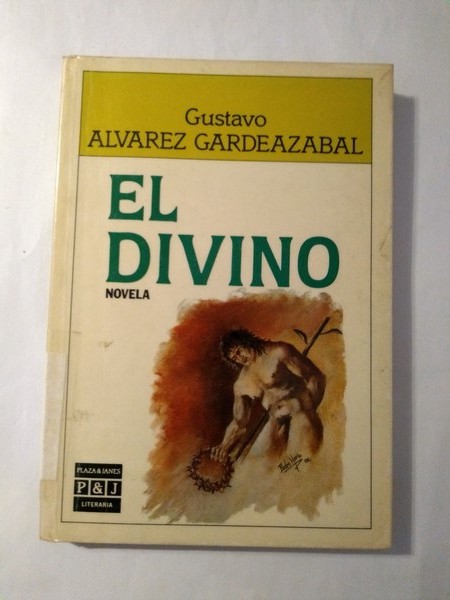 Gustavo
ALVAREZ GARDEAZABAL
EL
DIVINO
NOVELA
PLAZA & JANES
P&J
LITERARIA